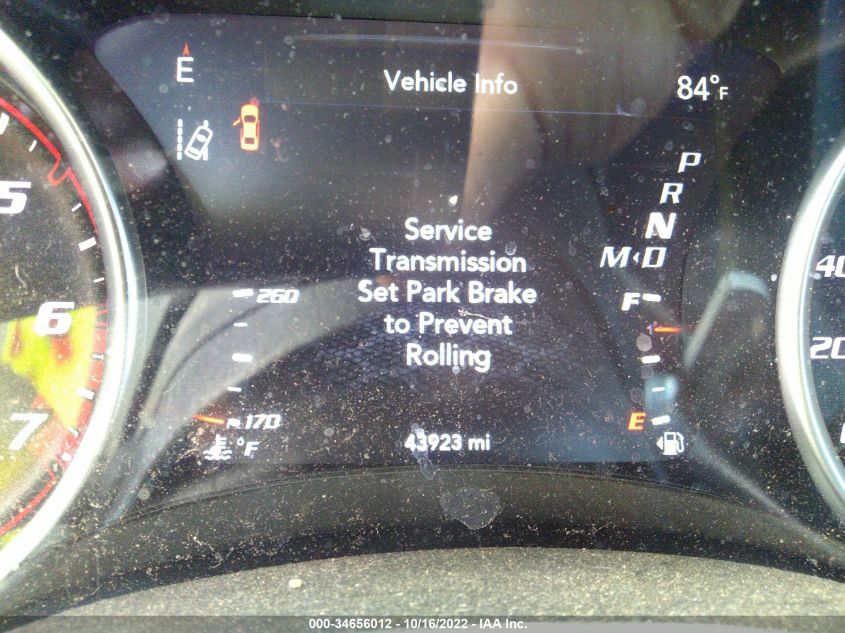 E
Vehicle Info
84°F
P
R
5
N
Service
Transmission
M D
40
Set Park Brake
260
F
to Prevent
6
20
Rolling
7
170
E
°F
43923 mi
000-34656012 - 10/16/2022 - IAA Inc.